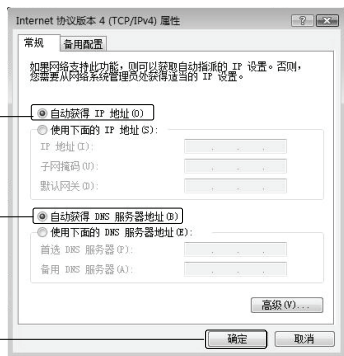 Internet 协议版本 4 (TCP/IPv4) 属性
常规 备用配置
如果网络支持此功能，则可以获取自动指派的 IP 设置。否则，
您需要从网络系统管理员处获得适当的 IP 设置。
自动获得 IP 地址(O)
使用下面的 IP 地址(S):
IP 地址(I):
子网掩码(U):
默认网关(D):
自动获得 DNS 服务器地址(B)
使用下面的 DNS 服务器地址(E):
首选 DNS 服务器(P):
备用 DNS 服务器(A):
高级(V)...
确定 取消